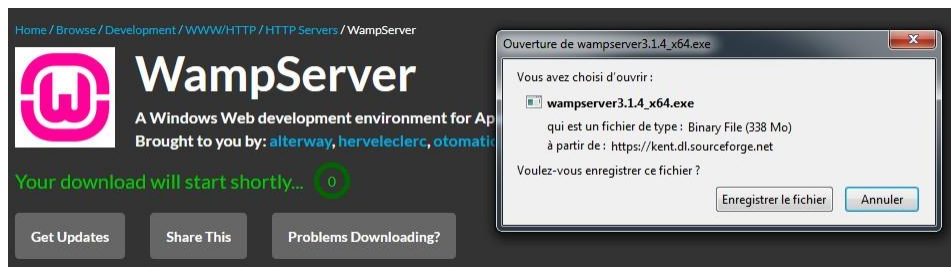 Home / Browse / Development / WWW/HTTP / HTTP Servers / WampServer
WampServer
A Windows Web development environment for Ap
Brought to you by: alterway, herveleclerc, otomatic
Your download will start shortly... 0
Get Updates
Share This
Problems Downloading?
Ouverture de wampserver3.1.4_x64.exe
Vous avez choisi d'ouvrir :
wampserver3.1.4_x64.exe
qui est un fichier de type : Binary File (338 Mo)
à partir de : https://kent.dl.sourceforge.net
Voulez-vous enregistrer ce fichier ?
Enregistrer le fichier
Annuler